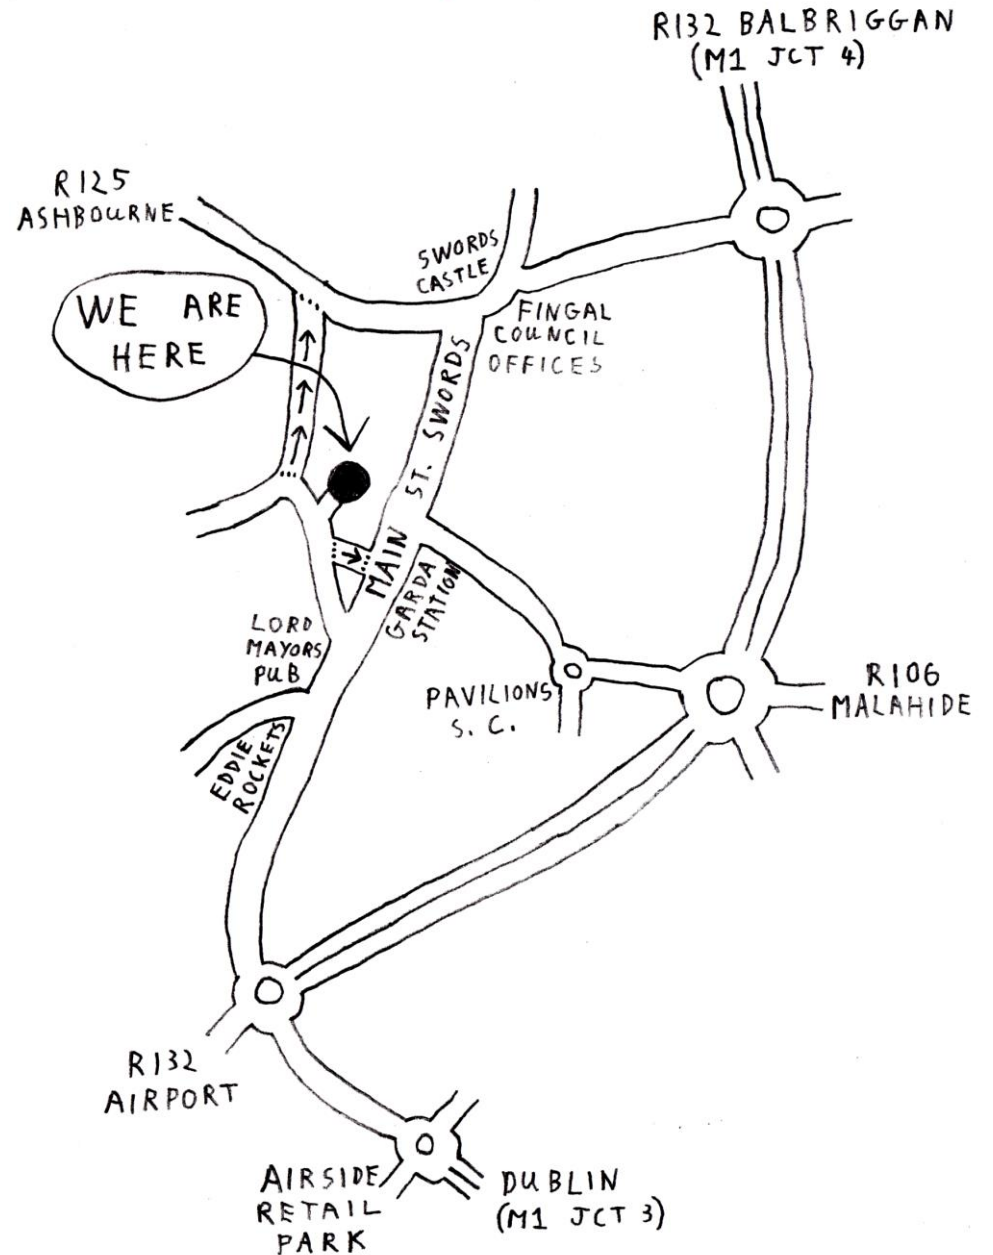 R132 BALBRIGGAN
(M1 JCT 4)
R125
ASHBOURNE
SWORDS
CASTLE
WE ARE
HERE
FINGAL
COUNCIL
OFFICES
MAIN ST. SWORDS
GARDA
STATION
LORD
MAYORS
PUB
PAVILIONS
S.C.
R106
MALAHIDE
EDDIE
ROCKETS
R132
AIRPORT
AIRSIDE
RETAIL
PARK
DUBLIN
(M1 JCT 3)